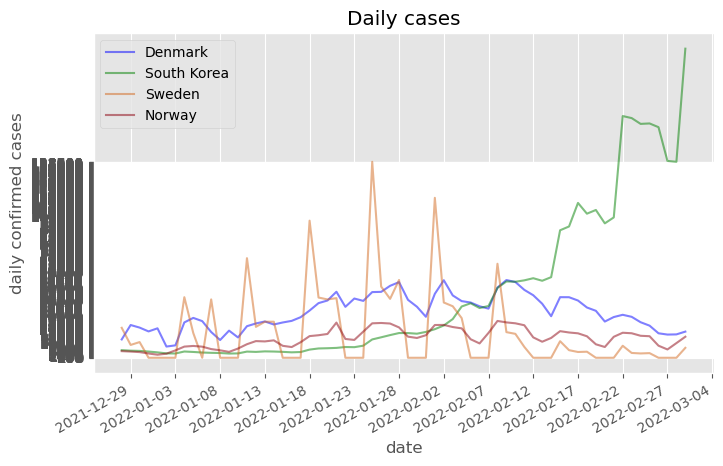 Daily cases
Denmark
South Korea
Sweden
Norway
daily confirmed cases
2021-12-29
2022-01-03
2022-01-08
2022-01-13
2022-01-18
2022-01-23
2022-01-28
2022-02-02
2022-02-07
2022-02-12
2022-02-17
2022-02-22
2022-02-27
2022-03-04
date